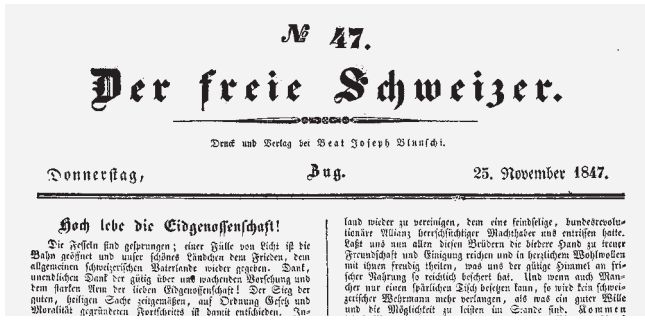 № 47.
Der freie Schweizer.
Druck und Verlag bei Beat Joseph Blunschi.
Donnerstag, Zug. 25. November 1847.
Hoch lebe die Eidgenossenschaft!
Die Fesseln sind gesprungen; einer Fülle von Licht ist die
Bahn geöffnet und unser schönes Ländchen dem Frieden, dem
allgemeinen schweizerischen Vaterlande wieder gegeben. Dank,
unendlichen Dank der gütig über uns wachenden Vorsehung und
dem starken Arm der lieben Eidgenossenschaft! Der Sieg der
guten, heiligen Sache zeitgemäßen, auf Ordnung Gesetz und
Moralität gegründeten Fortschritts ist damit entschieden. In-
land wieder zu vereinigen, dem eine feindselige, bundesrevolu-
tionäre Allianz herrschsüchtiger Machthaber uns entrissen hatte.
Laßt uns nun allen diesen Brüdern die biedere Hand zu treuer
Freundschaft und Einigung reichen und in herzlichem Wohlwollen
mit ihnen freudig theilen, was uns der gütige Himmel an fri-
scher Nahrung so reichlich beschert hat. Und wenn auch Man-
cher nur einen spärlichen Tisch besetzen kann, so wird kein schwei-
zerischer Wehrmann mehr verlangen, als was ein guter Wille
und die Möglichkeit zu leisten im Stande sind. Kommen